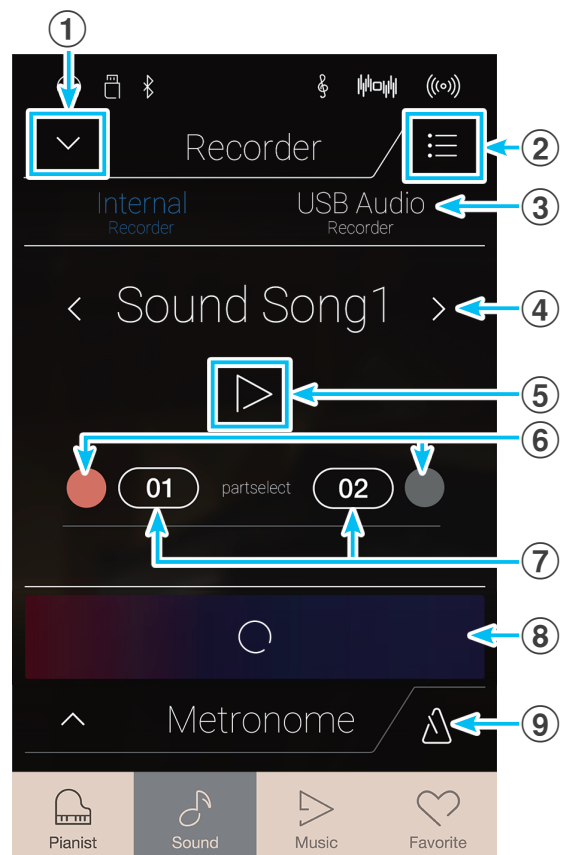 ①
Recorder
②
Internal
Recorder
USB Audio
Recorder
③
Sound Song1
④
⑤
⑥
01
partselect
02
⑦
⑧
Metronome
⑨
Pianist
Sound
Music
Favorite